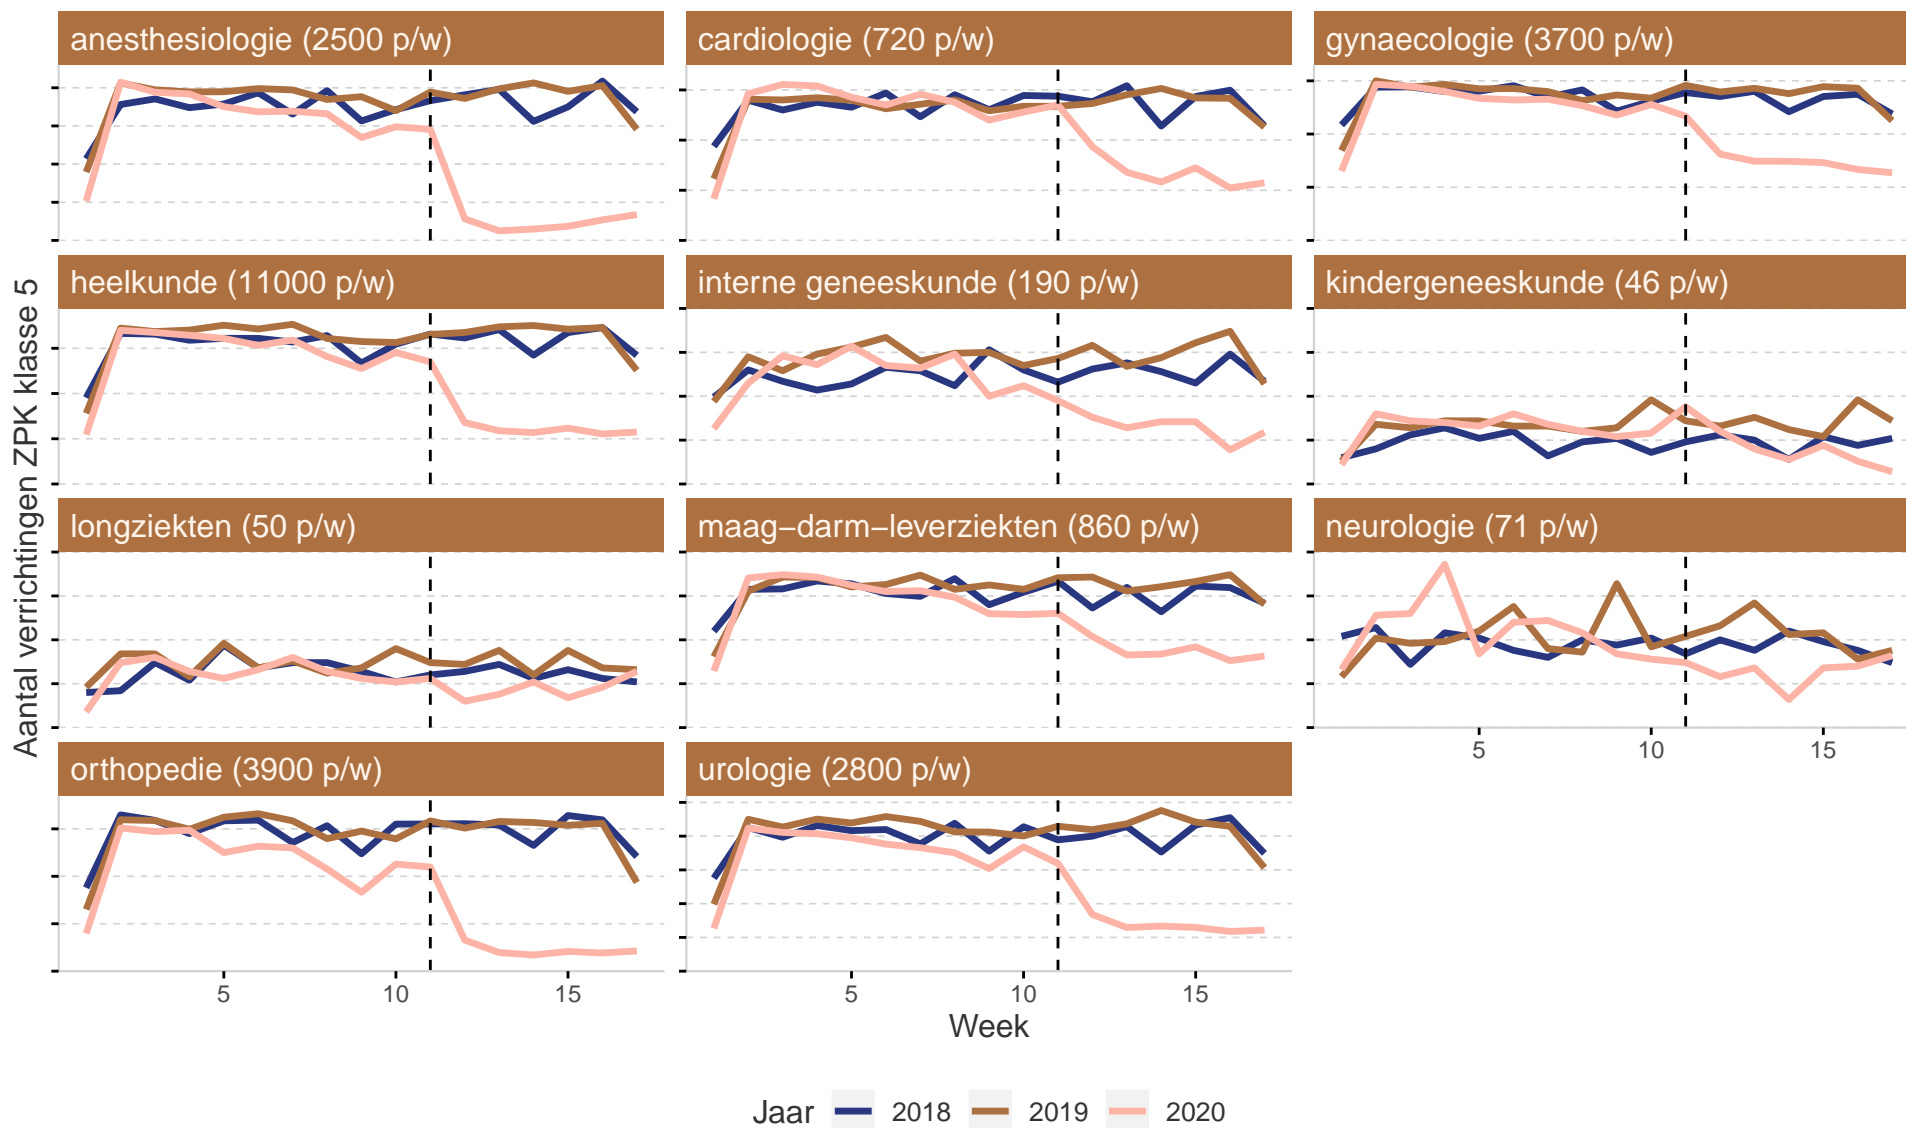 anesthesiologie (2500 p/w)
cardiologie (720 p/w)
gynaecologie (3700 p/w)
heelkunde (11000 p/w)
interne geneeskunde (190 p/w)
kindergeneeskunde (46 p/w)
longziekten (50 p/w)
maag−darm−leverziekten (860 p/w)
neurologie (71 p/w)
5 10 15
orthopedie (3900 p/w)
urologie (2800 p/w)
5 10 15
5 10 15
Aantal verrichtingen ZPK klasse 5
Week
Jaar 2018 2019 2020